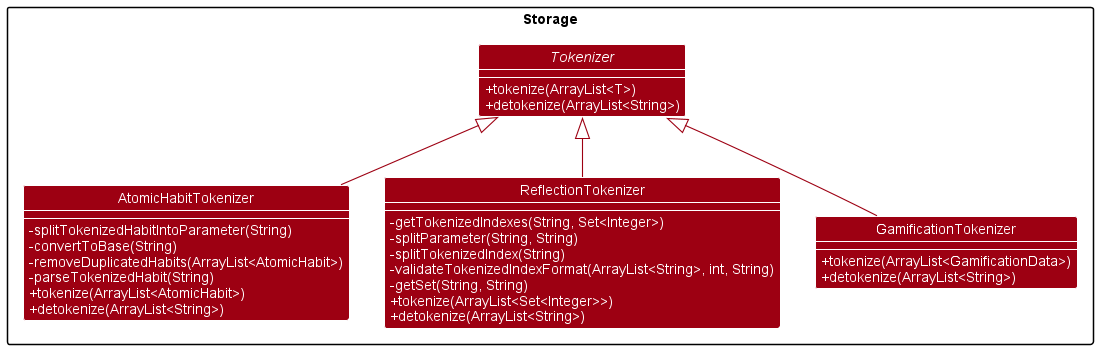 Storage
Tokenizer
+tokenize(ArrayList<T>)
+detokenize(ArrayList<String>)
AtomicHabitTokenizer
-splitTokenizedHabitIntoParameter(String)
-convertToBase(String)
-removeDuplicatedHabits(ArrayList<AtomicHabit>)
-parseTokenizedHabit(String)
+tokenize(ArrayList<AtomicHabit>)
+detokenize(ArrayList<String>)
ReflectionTokenizer
-getTokenizedIndexes(String, Set<Integer>)
-splitParameter(String, String)
-splitTokenizedIndex(String)
-validateTokenizedIndexFormat(ArrayList<String>, int, String)
-getSet(String, String)
+tokenize(ArrayList<Set<Integer>>)
+detokenize(ArrayList<String>)
GamificationTokenizer
+tokenize(ArrayList<GamificationData>)
+detokenize(ArrayList<String>)